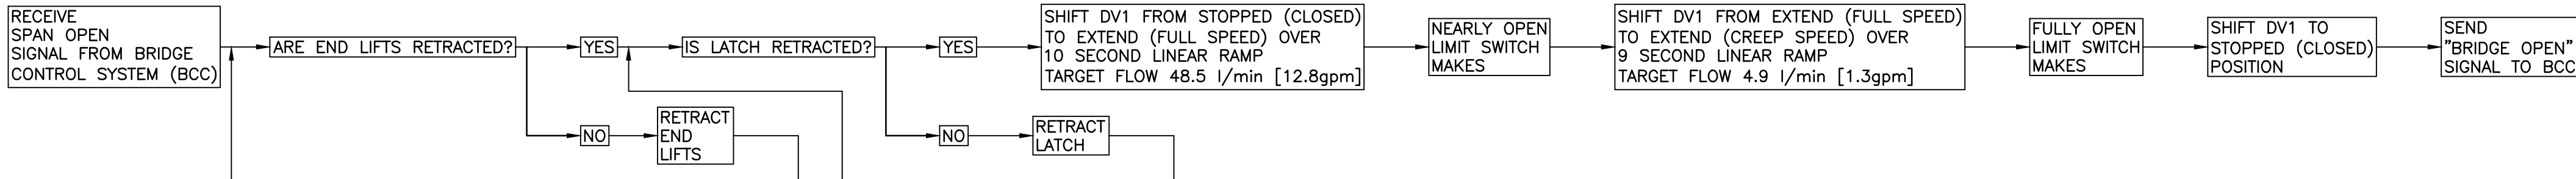 RECEIVE
SPAN OPEN
SIGNAL FROM BRIDGE
CONTROL SYSTEM (BCC)
ARE END LIFTS RETRACTED?
YES
IS LATCH RETRACTED?
YES
SHIFT DV1 FROM STOPPED (CLOSED)
TO EXTEND (FULL SPEED) OVER
10 SECOND LINEAR RAMP
TARGET FLOW 48.5 l/min [12.8gpm]
NEARLY OPEN
LIMIT SWITCH
MAKES
SHIFT DV1 FROM EXTEND (FULL SPEED)
TO EXTEND (CREEP SPEED) OVER
9 SECOND LINEAR RAMP
TARGET FLOW 4.9 l/min [1.3gpm]
FULLY OPEN
LIMIT SWITCH
MAKES
SHIFT DV1 TO
STOPPED (CLOSED)
POSITION
SEND
"BRIDGE OPEN"
SIGNAL TO BCC
NO
RETRACT
END
LIFTS
NO
RETRACT
LATCH